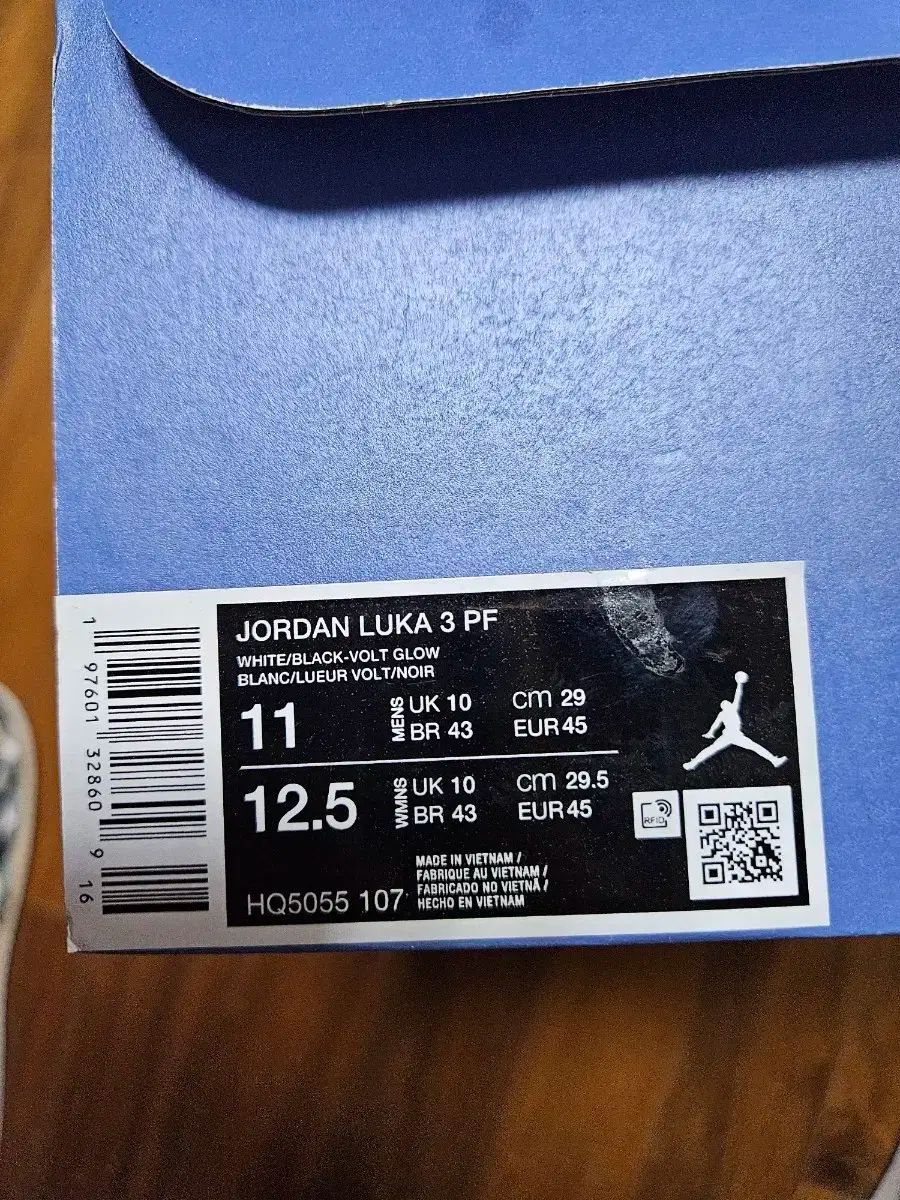 JORDAN LUKA 3 PF
WHITE/BLACK-VOLT GLOW
BLANC/LUEUR VOLT/NOIR
11
MENS
UK 10 CM 29
BR 43 EUR 45
12.5
WMNS
UK 10 CM 29.5
BR 43 EUR 45
RFID
MADE IN VIETNAM /
FABRIQUE AU VIETNAM /
FABRICADO NO VIETNÃ /
HECHO EN VIETNAM
HQ5055 107
1 97601 32860 9 16